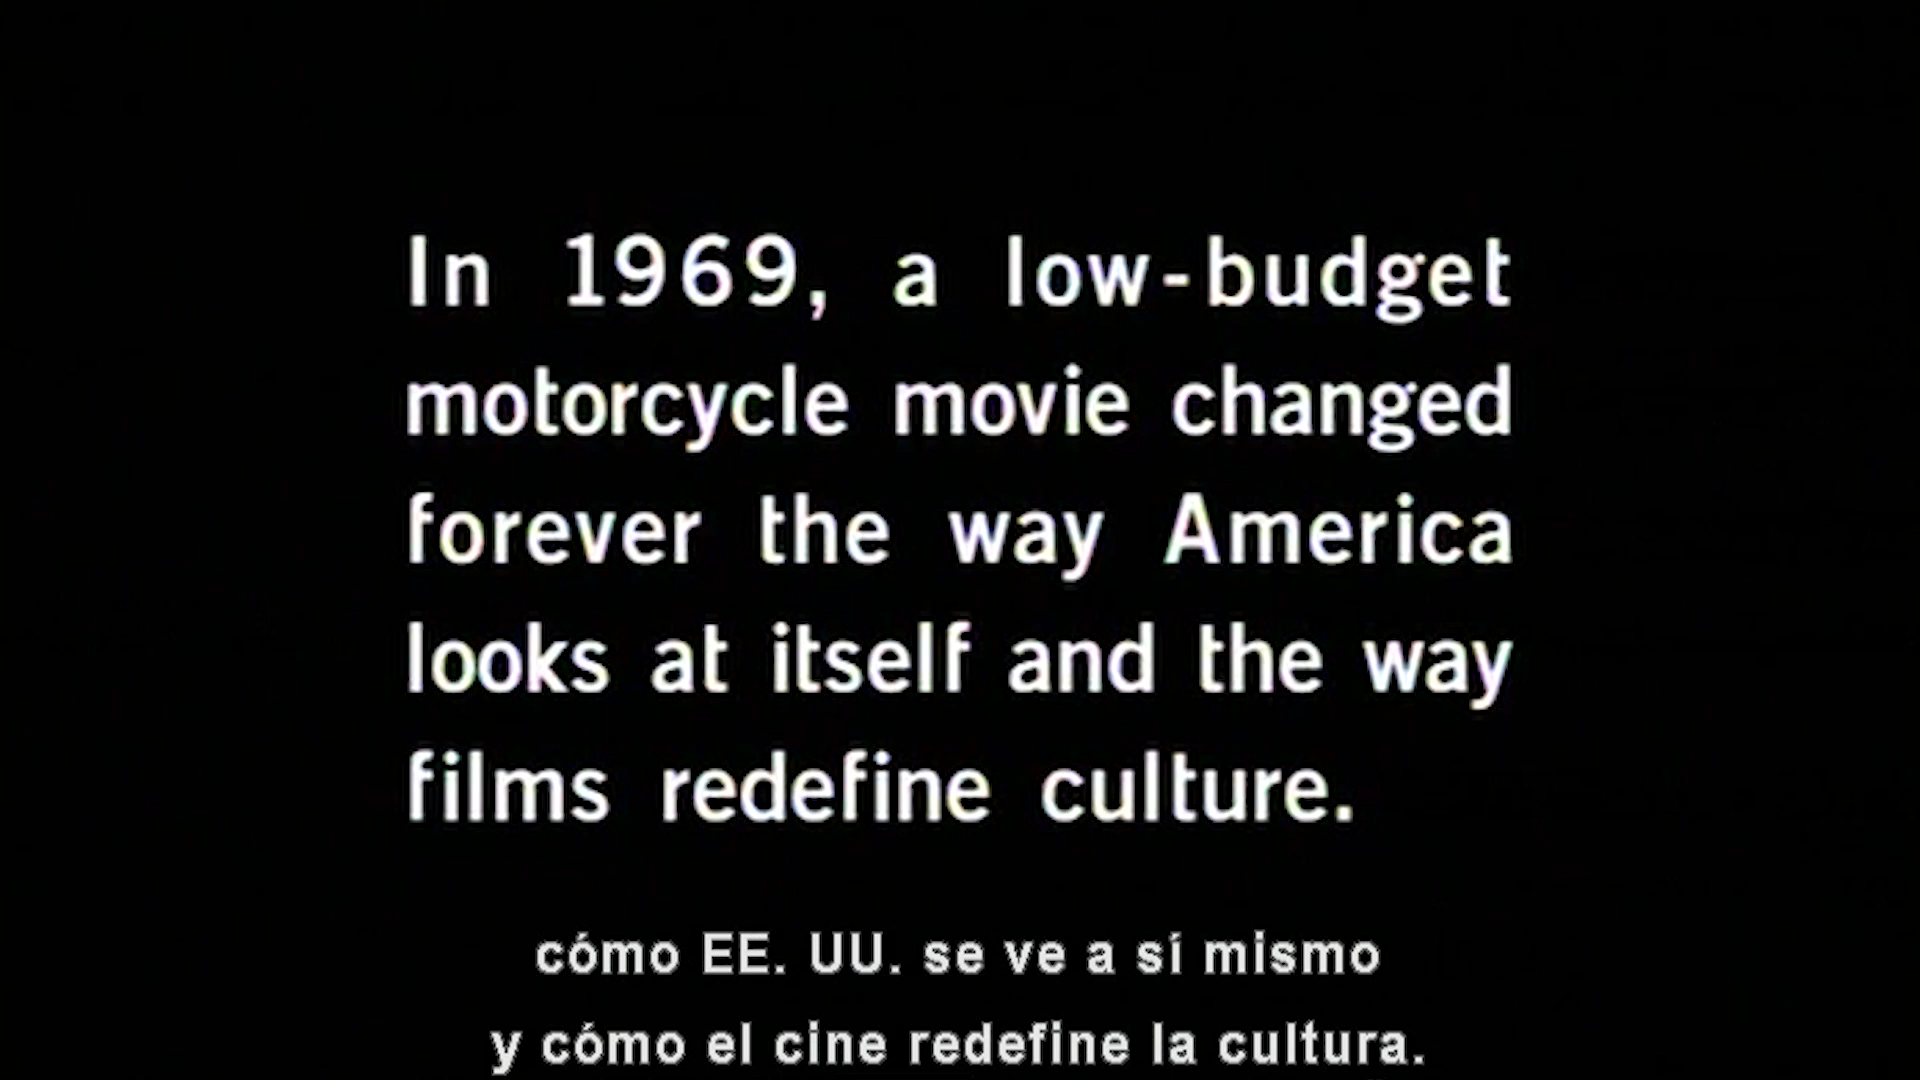 In 1969, a low-budget
motorcycle movie changed
forever the way America
looks at itself and the way
films redefine culture.
cómo EE. UU. se ve a sí mismo
y cómo el cine redefine la cultura.